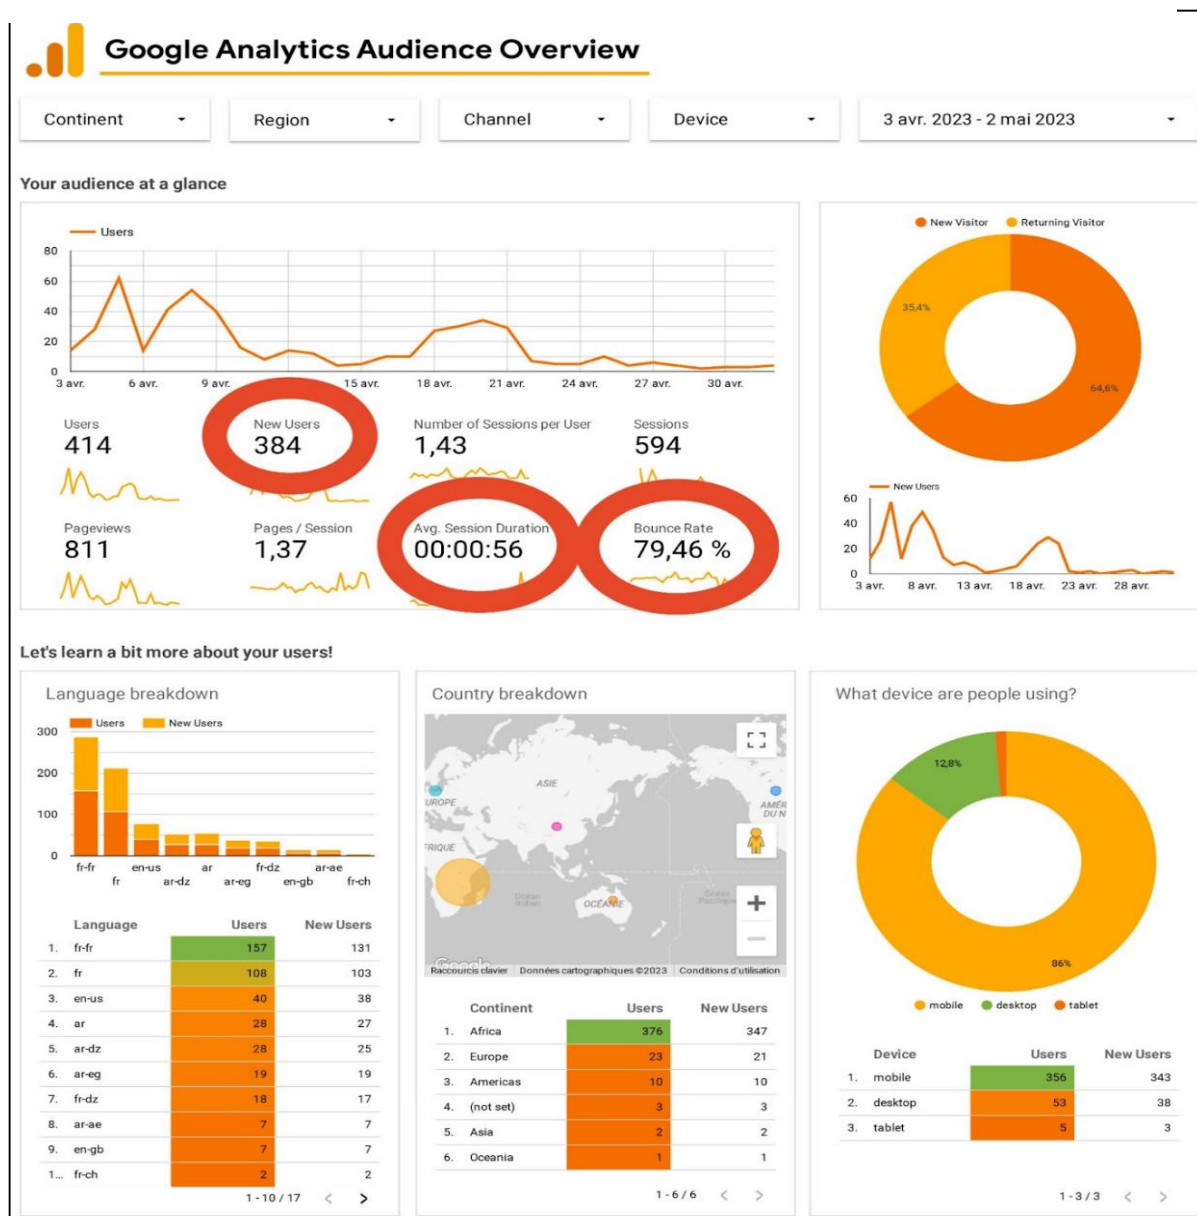 Google Analytics Audience Overview
Continent Region Channel Device 3 avr. 2023 - 2 mai 2023
Your audience at a glance
Users
80
60
40
20
0
3 avr. 6 avr. 9 avr. 15 avr. 18 avr. 21 avr. 24 avr. 27 avr. 30 avr.
Users New Users Number of Sessions per User Sessions
414 384 1,43 594
Pageviews Pages / Session Avg. Session Duration Bounce Rate
811 1,37 00:00:56 79,46 %
New Visitor Returning Visitor
35,4%
64,6%
New Users
60
40
20
0
3 avr. 8 avr. 13 avr. 18 avr. 23 avr. 28 avr.
Let's learn a bit more about your users!
Language breakdown
Users New Users
300
200
100
0
fr-fr en-us ar fr-dz ar-ae
fr ar-dz ar-eg en-gb fr-ch
Language Users New Users
1. fr-fr 157 131
2. fr 108 103
3. en-us 40 38
4. ar 28 27
5. ar-dz 28 25
6. ar-eg 19 19
7. fr-dz 18 17
8. ar-ae 7 7
9. en-gb 7 7
1... fr-ch 2 2
1 - 10 / 17 < >
Country breakdown
ASIE
UROPE
AMÉR
DU N
FRIQUE
Océan
Indien
OCÉANIE
Océan
Pacifique
Google
Raccourcis clavier Données cartographiques ©2023 Conditions d'utilisation
Continent Users New Users
1. Africa 376 347
2. Europe 23 21
3. Americas 10 10
4. (not set) 3 3
5. Asia 2 2
6. Oceania 1 1
1 - 6 / 6 < >
What device are people using?
12,8%
86%
mobile desktop tablet
Device Users New Users
1. mobile 356 343
2. desktop 53 38
3. tablet 5 3
1 - 3 / 3 < >